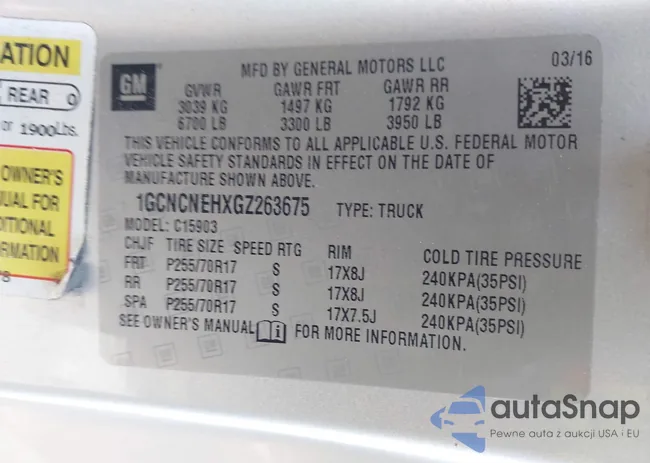 ATION
REAR 0
or 1900Lbs.
OWNER'S
NUAL FOR
DITIONAL
RMATION
GM
MFD BY GENERAL MOTORS LLC
03/16
GVWR GAWR FRT GAWR RR
3039 KG 1497 KG 1792 KG
6700 LB 3300 LB 3950 LB
THIS VEHICLE CONFORMS TO ALL APPLICABLE U.S. FEDERAL MOTOR
VEHICLE SAFETY STANDARDS IN EFFECT ON THE DATE OF
MANUFACTURE SHOWN ABOVE.
1GCNCNEHXGZ263675 TYPE: TRUCK
MODEL: C15903
CHJF TIRE SIZE SPEED RTG RIM COLD TIRE PRESSURE
FRT P255/70R17 S 17X8J 240KPA(35PSI)
RR P255/70R17 S 17X8J 240KPA(35PSI)
SPA P255/70R17 S 17X7.5J 240KPA(35PSI)
SEE OWNER'S MANUAL FOR MORE INFORMATION.
autaSnap
Pewne auta z aukcji USA i EU